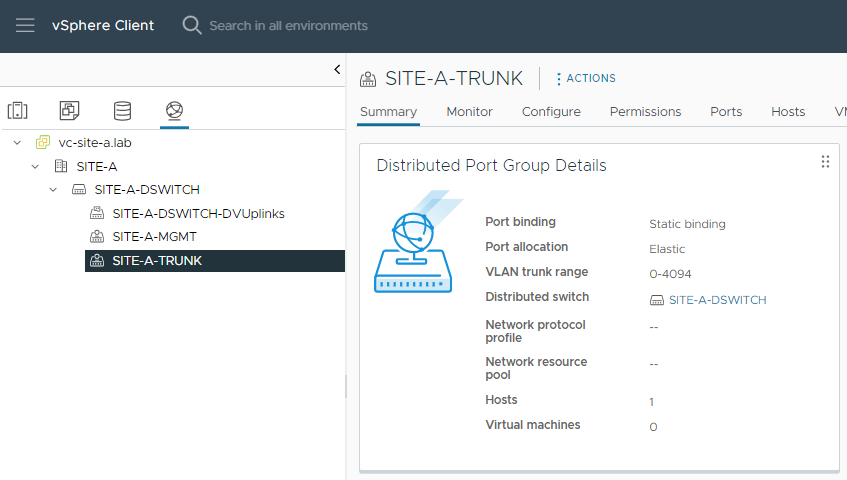 vSphere Client
Search in all environments
vc-site-a.lab
SITE-A
SITE-A-DSWITCH
SITE-A-DSWITCH-DVUplinks
SITE-A-MGMT
SITE-A-TRUNK
SITE-A-TRUNK
ACTIONS
Summary Monitor Configure Permissions Ports Hosts
Distributed Port Group Details
Port binding Static binding
Port allocation Elastic
VLAN trunk range 0-4094
Distributed switch SITE-A-DSWITCH
Network protocol
profile --
Network resource
pool --
Hosts 1
Virtual machines 0